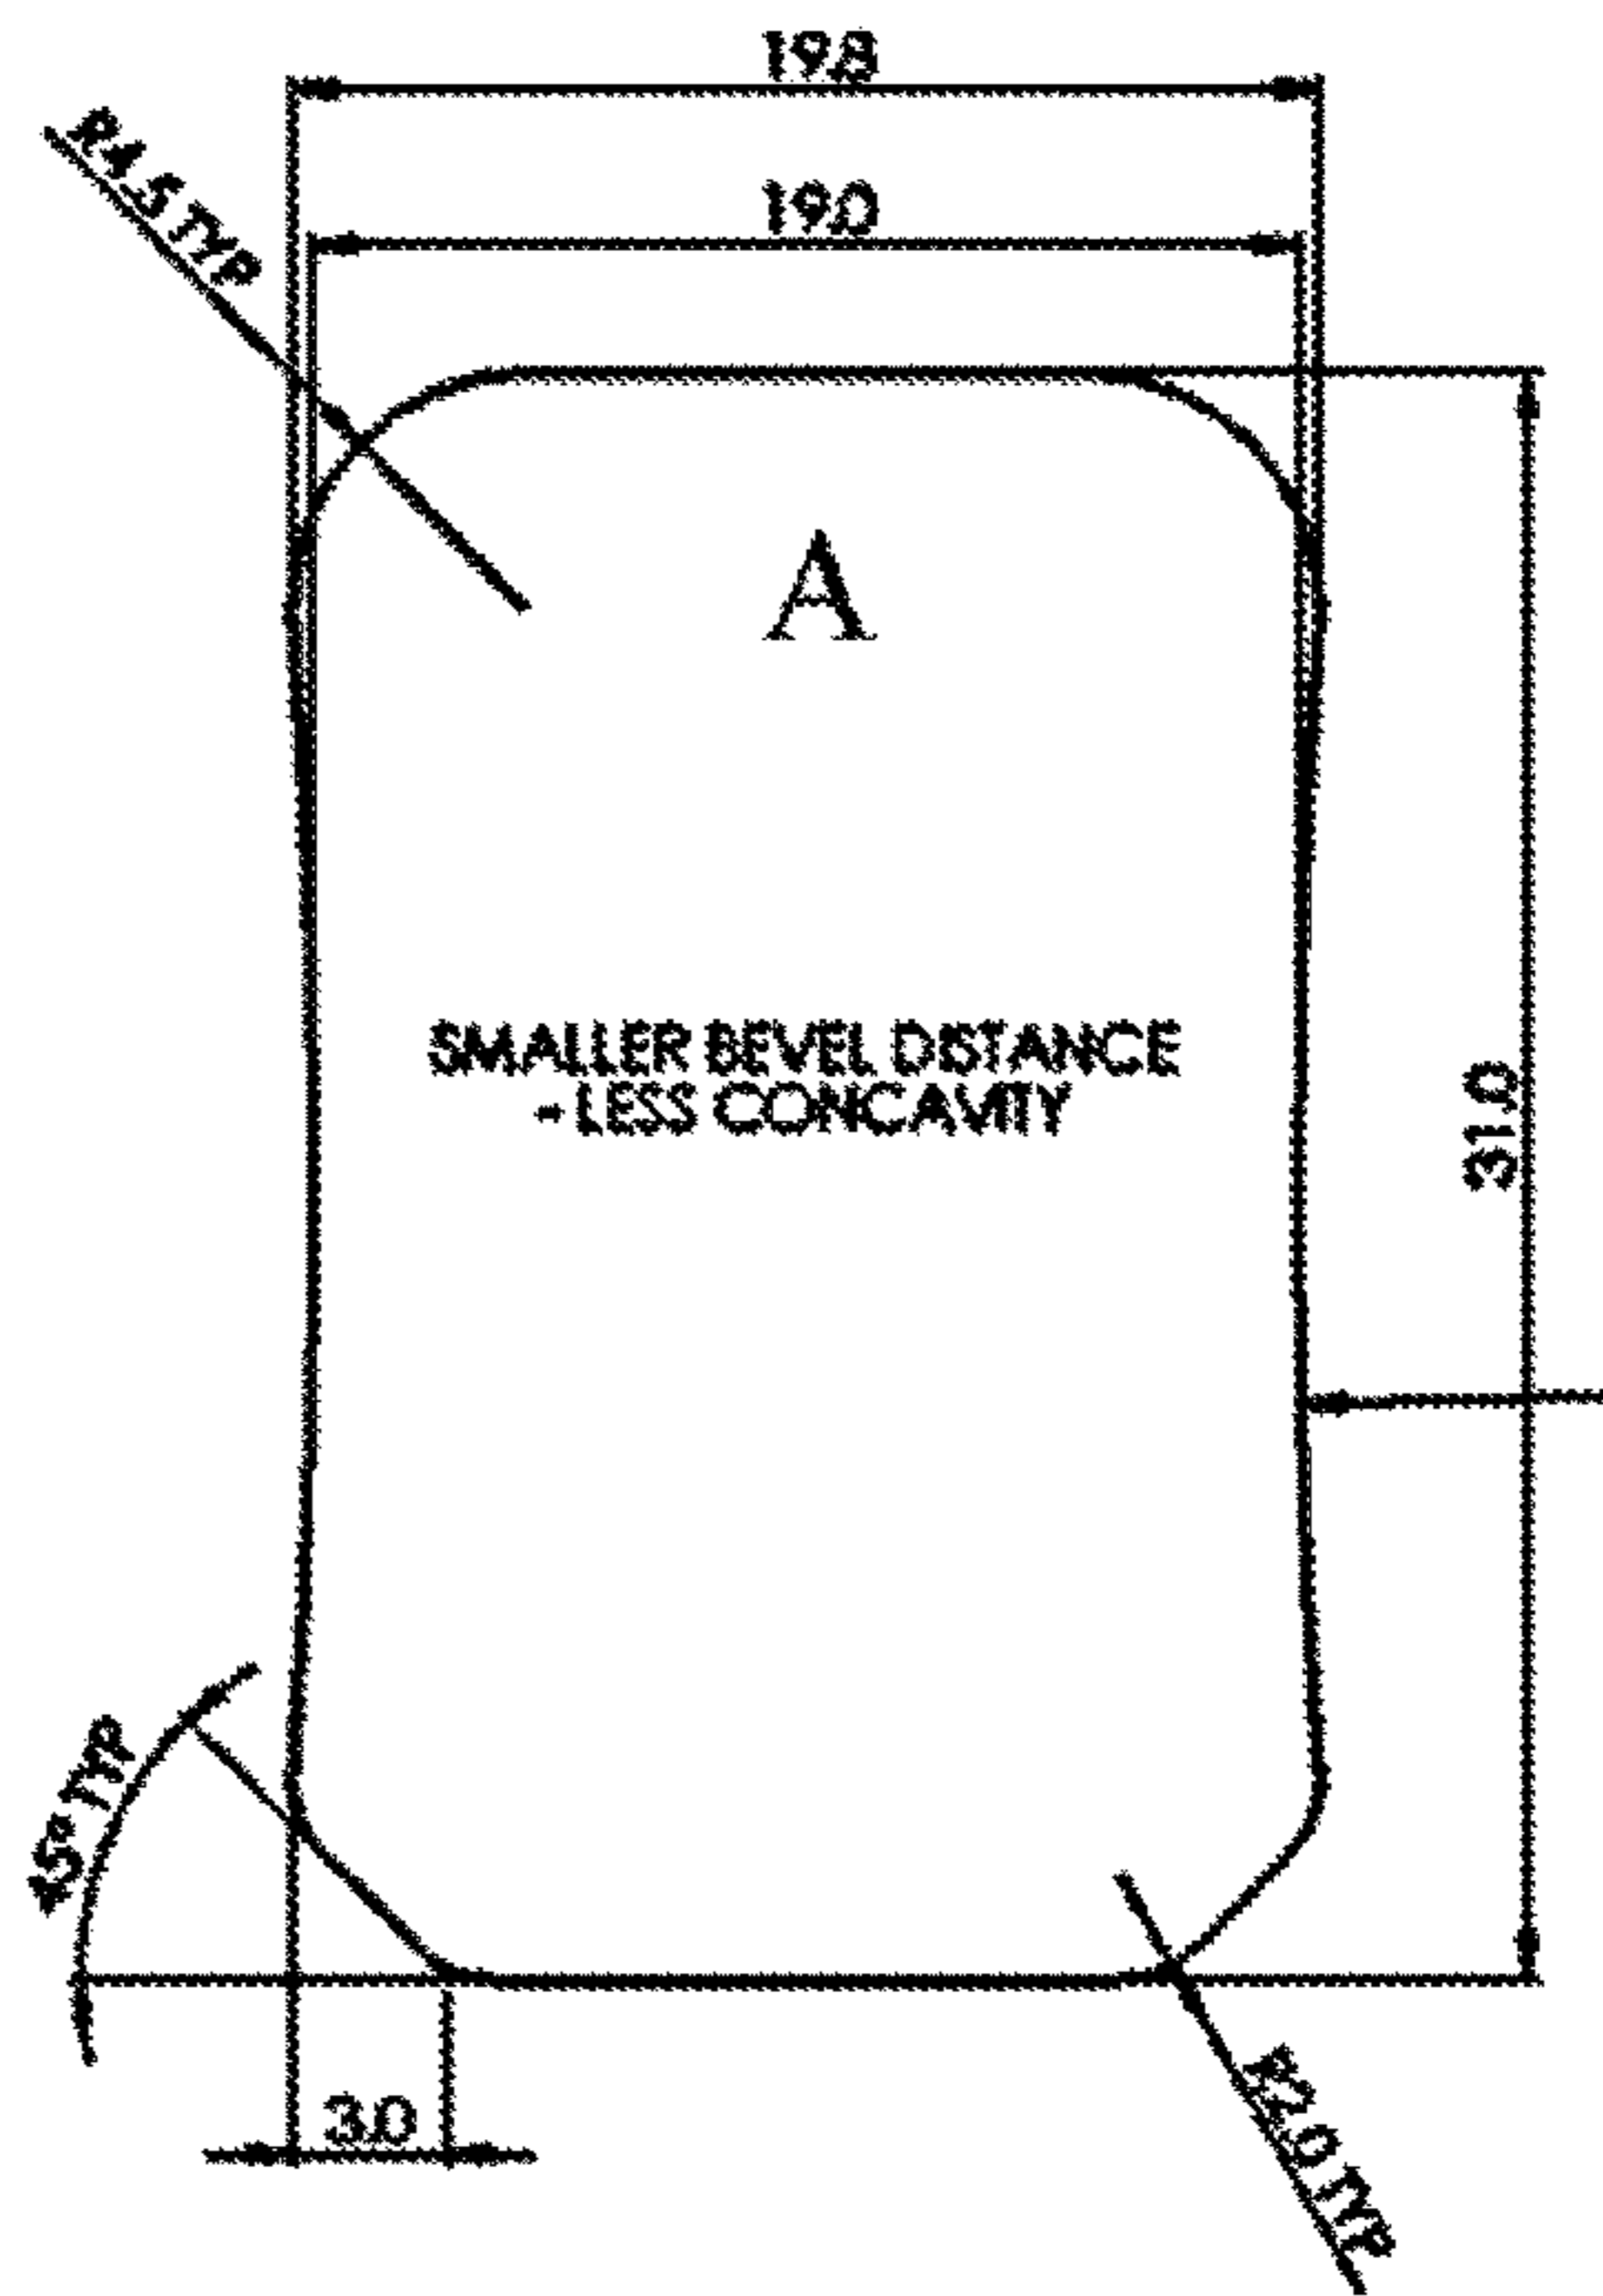 19.8
R4.5 TYP
19.0
A
SMALLER BEVEL DISTANCE
- LESS CONCAVITY
31.0
45° TYP
3.0
R2.0 TYP